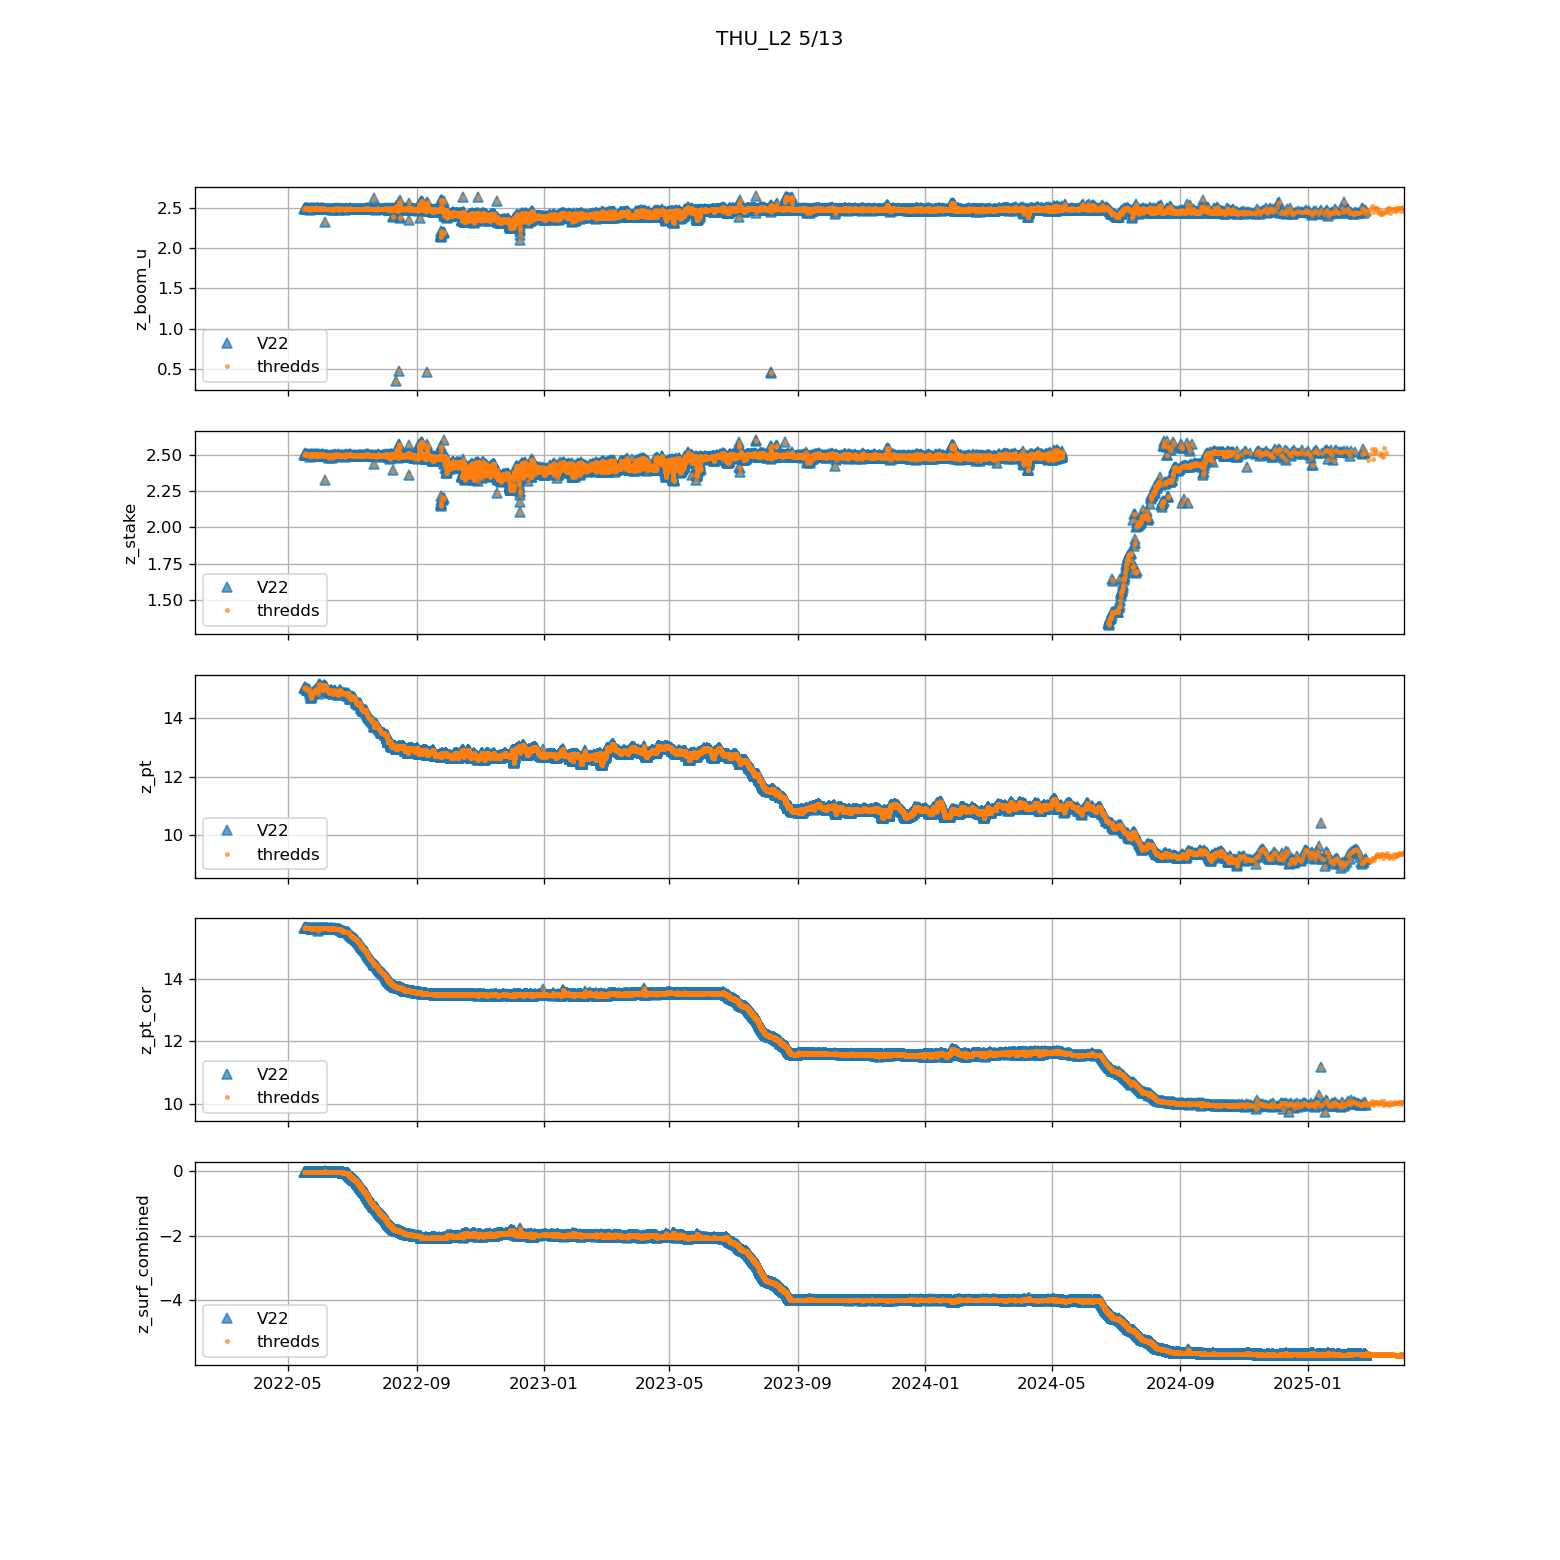 THU_L2 5/13
z_boom_u
2.5
2.0
1.5
1.0
0.5
V22
thredds
z_stake
2.50
2.25
2.00
1.75
1.50
V22
thredds
z_pt
14
12
10
V22
thredds
z_pt_cor
14
12
10
V22
thredds
z_surf_combined
0
−2
−4
V22
thredds
2022-05 2022-09 2023-01 2023-05 2023-09 2024-01 2024-05 2024-09 2025-01